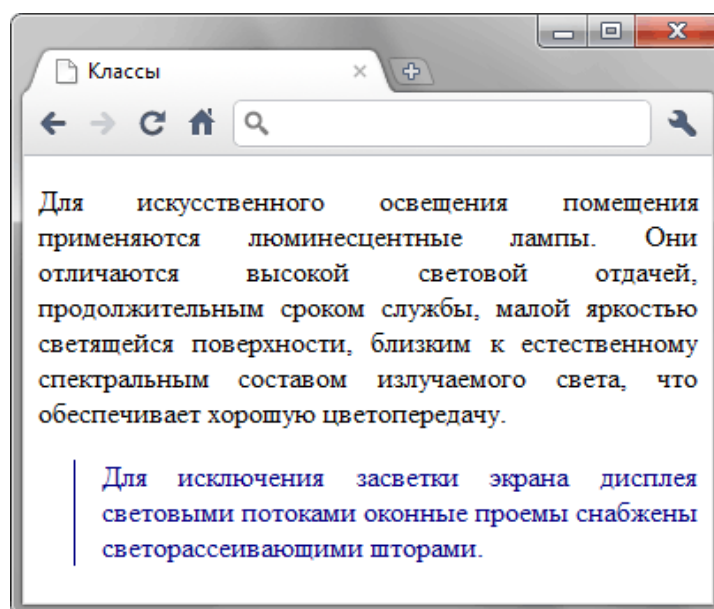 Классы
Для искусственного освещения помещения
применяются люминесцентные лампы. Они
отличаются высокой световой отдачей,
продолжительным сроком службы, малой яркостью
светящейся поверхности, близким к естественному
спектральным составом излучаемого света, что
обеспечивает хорошую цветопередачу.
Для исключения засветки экрана дисплея
световыми потоками оконные проемы снабжены
светорассеивающими шторами.